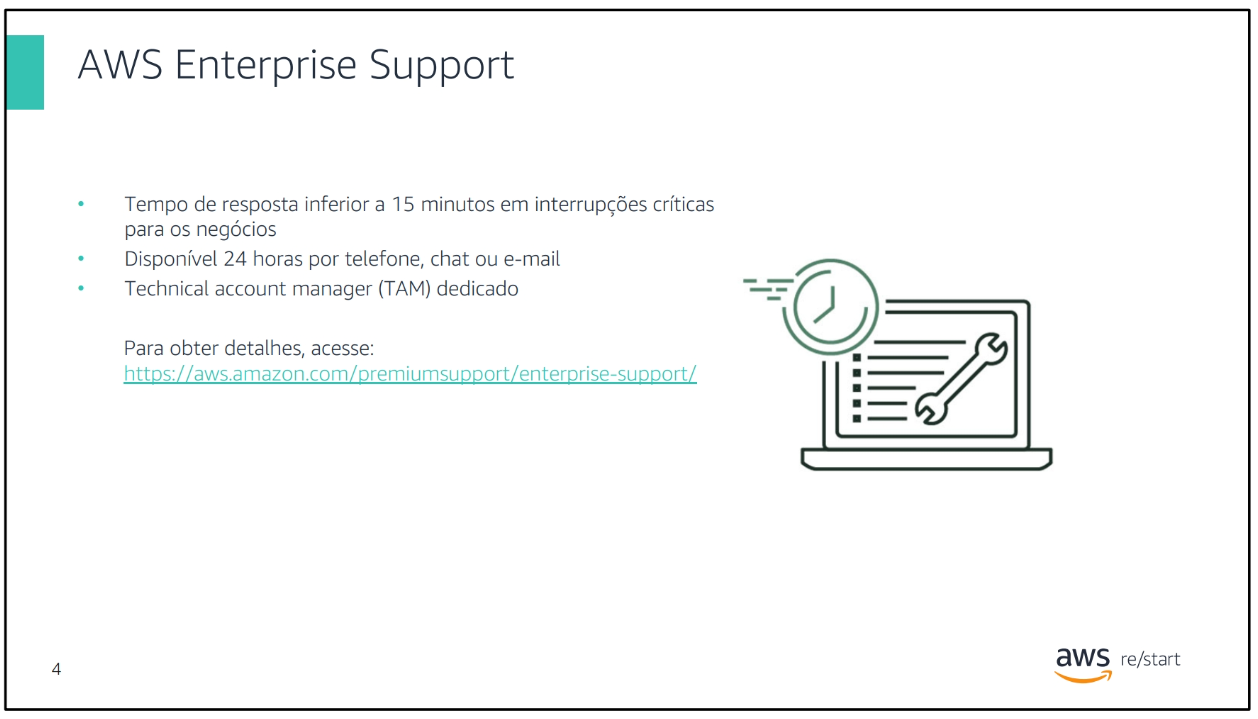 AWS Enterprise Support
• Tempo de resposta inferior a 15 minutos em interrupções críticas
para os negócios
• Disponível 24 horas por telefone, chat ou e-mail
• Technical account manager (TAM) dedicado
Para obter detalhes, acesse:
https://aws.amazon.com/premiumsupport/enterprise-support/
4
aws re/start